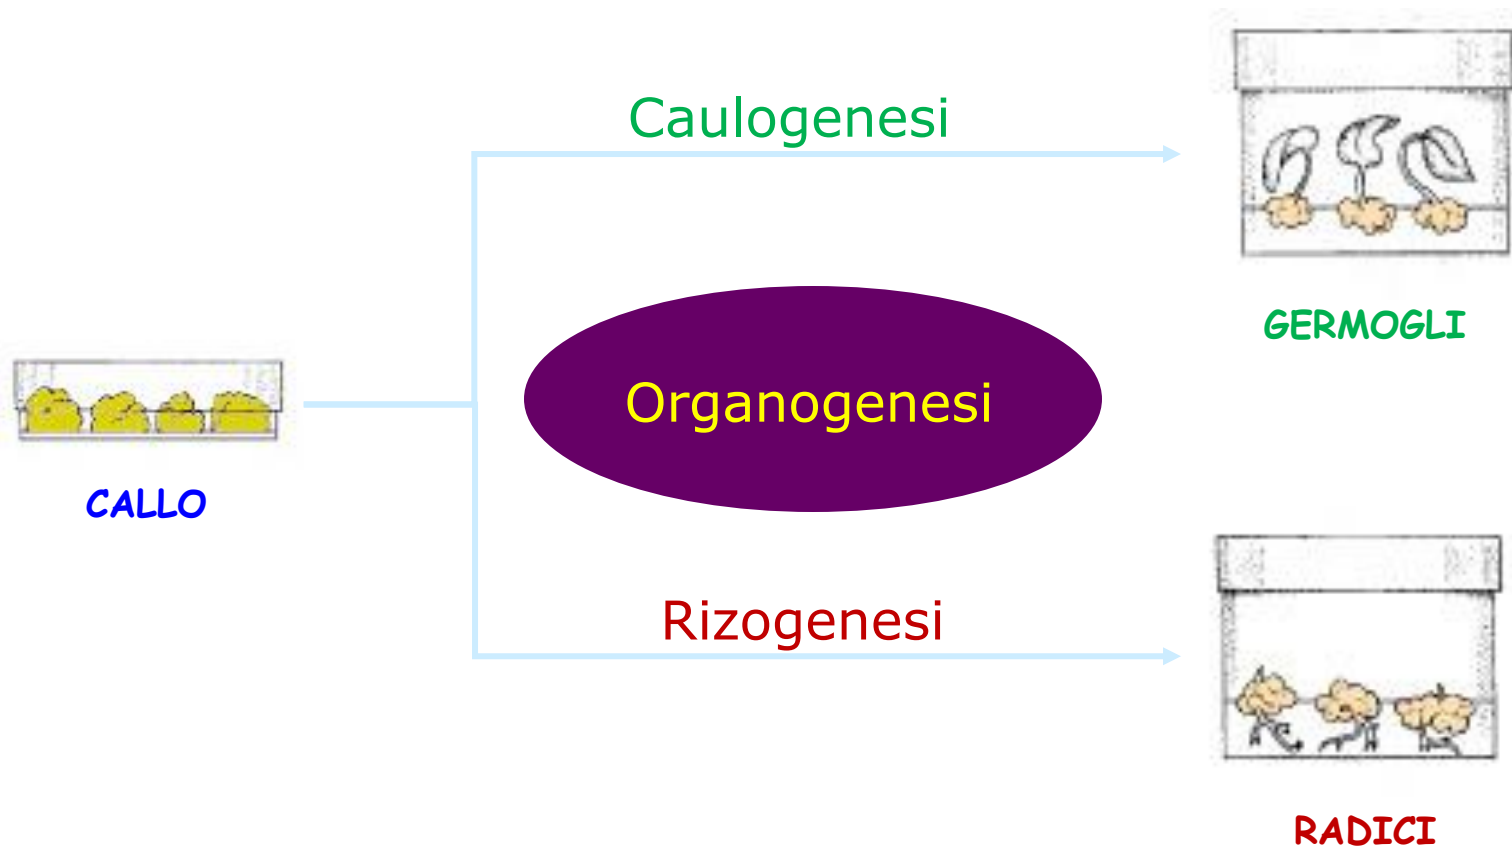 Caulogenesi
GERMOGLI
Organogenesi
CALLO
Rizogenesi
RADICI